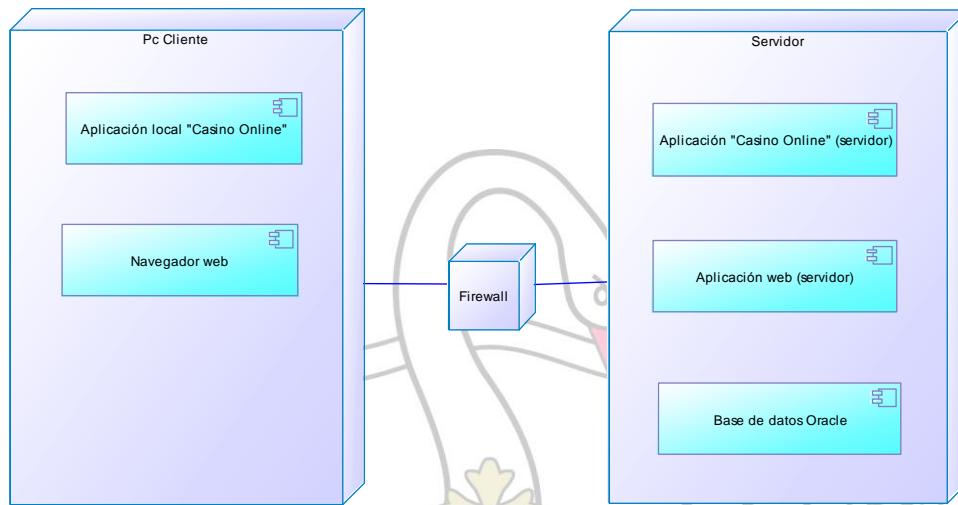 Pc Cliente
Aplicación local "Casino Online"
Navegador web
Firewall
Servidor
Aplicación "Casino Online" (servidor)
Aplicación web (servidor)
Base de datos Oracle